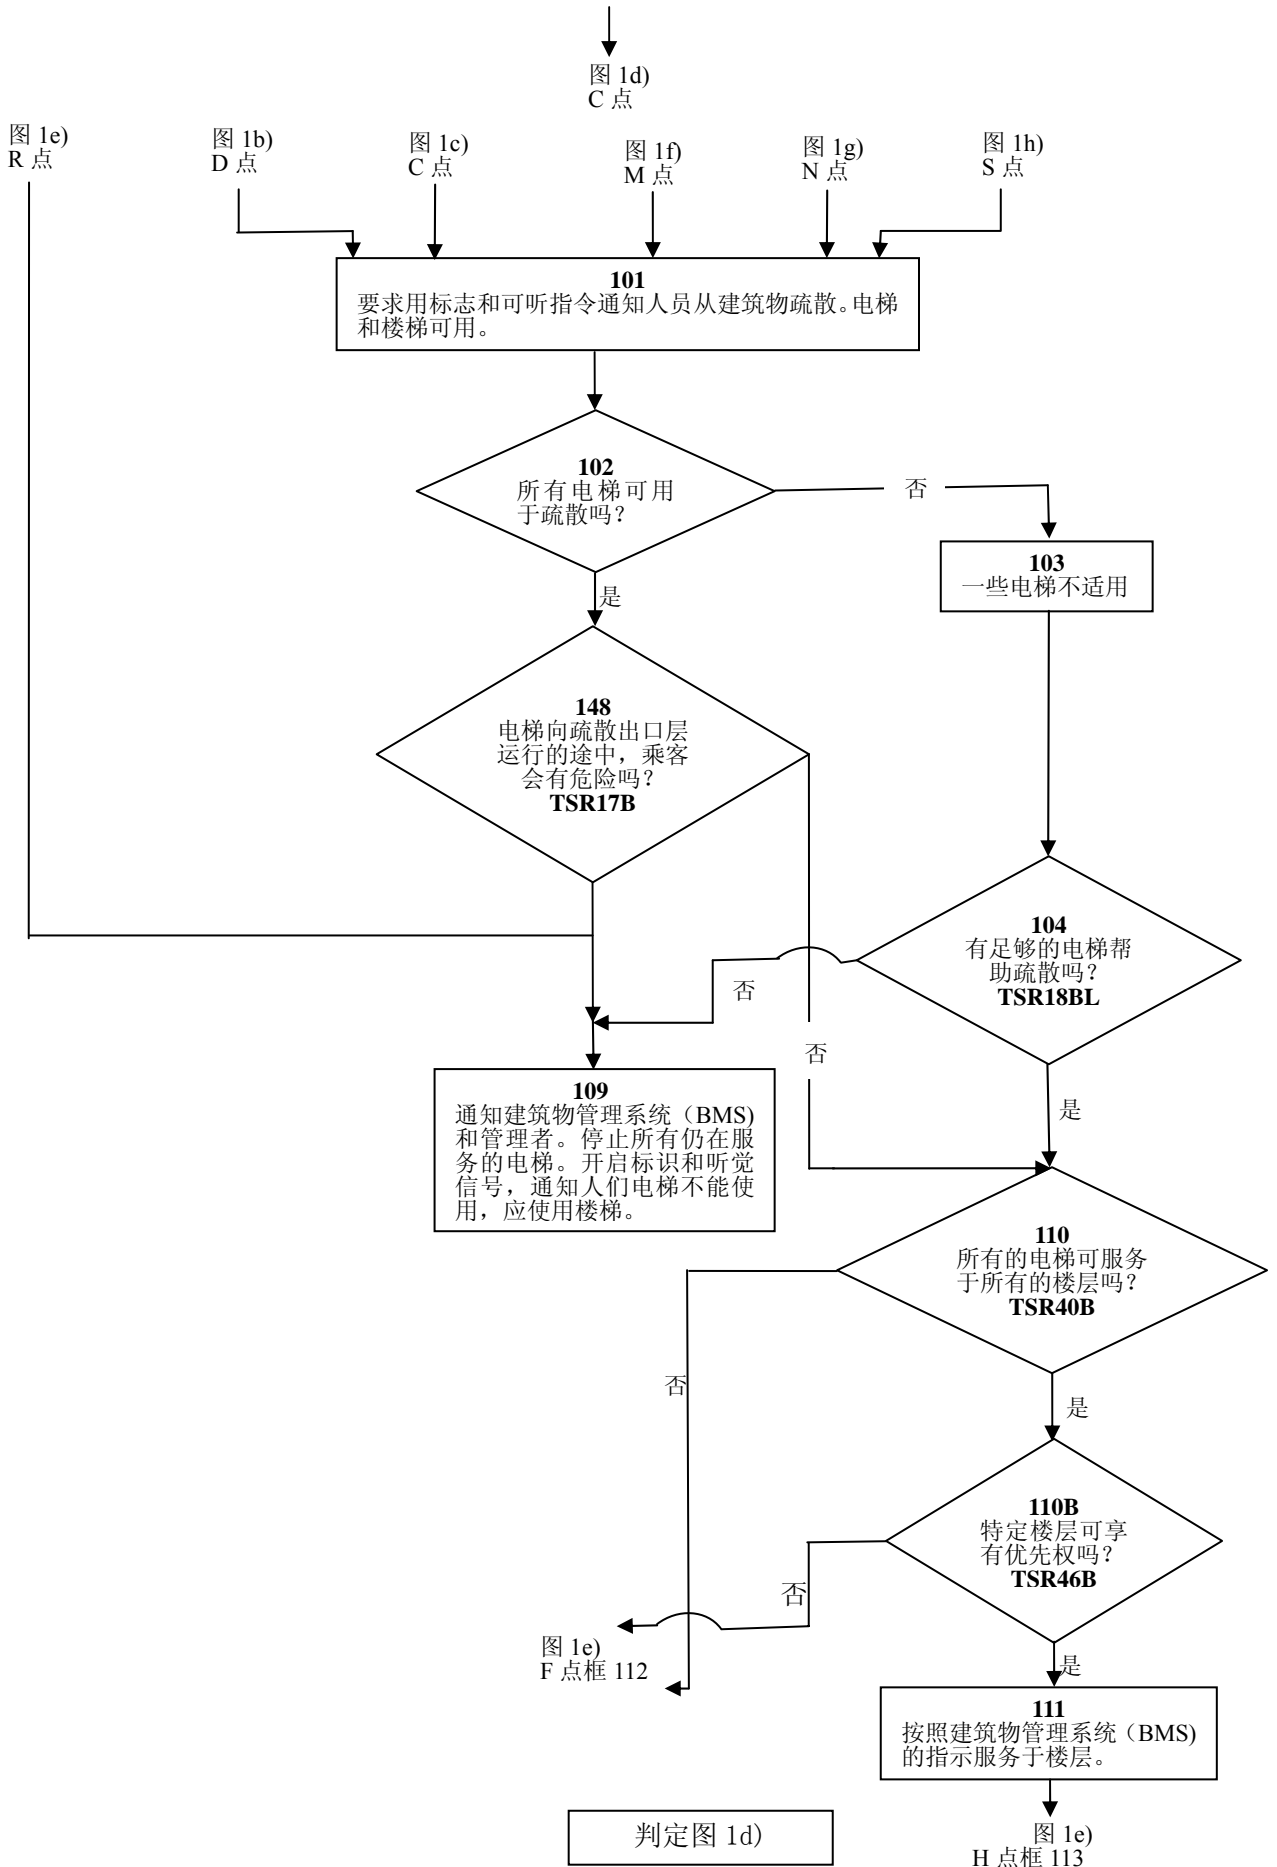 图 1d)
C 点
图 1e)
R 点
图 1b)
D 点
图 1c)
C 点
图 1f)
M 点
图 1g)
N 点
图 1h)
S 点
101
要求用标志和可听指令通知人员从建筑物疏散。电梯
和楼梯可用。
102
所有电梯可用
于疏散吗？
否
是
103
一些电梯不适用
148
电梯向疏散出口层
运行的途中，乘客
会有危险吗？
TSR17B
104
有足够的电梯帮
助疏散吗？
TSR18BL
否
否
是
109
通知建筑物管理系统（BMS)
和管理者。停止所有仍在服
务的电梯。开启标识和听觉
信号，通知人们电梯不能使
用，应使用楼梯。
110
所有的电梯可服务
于所有的楼层吗？
TSR40B
否
是
110B
特定楼层可享
有优先权吗？
TSR46B
否
图 1e)
F 点框 112
是
111
按照建筑物管理系统（BMS)
的指示服务于楼层。
图 1e)
H 点框 113
判定图 1d)